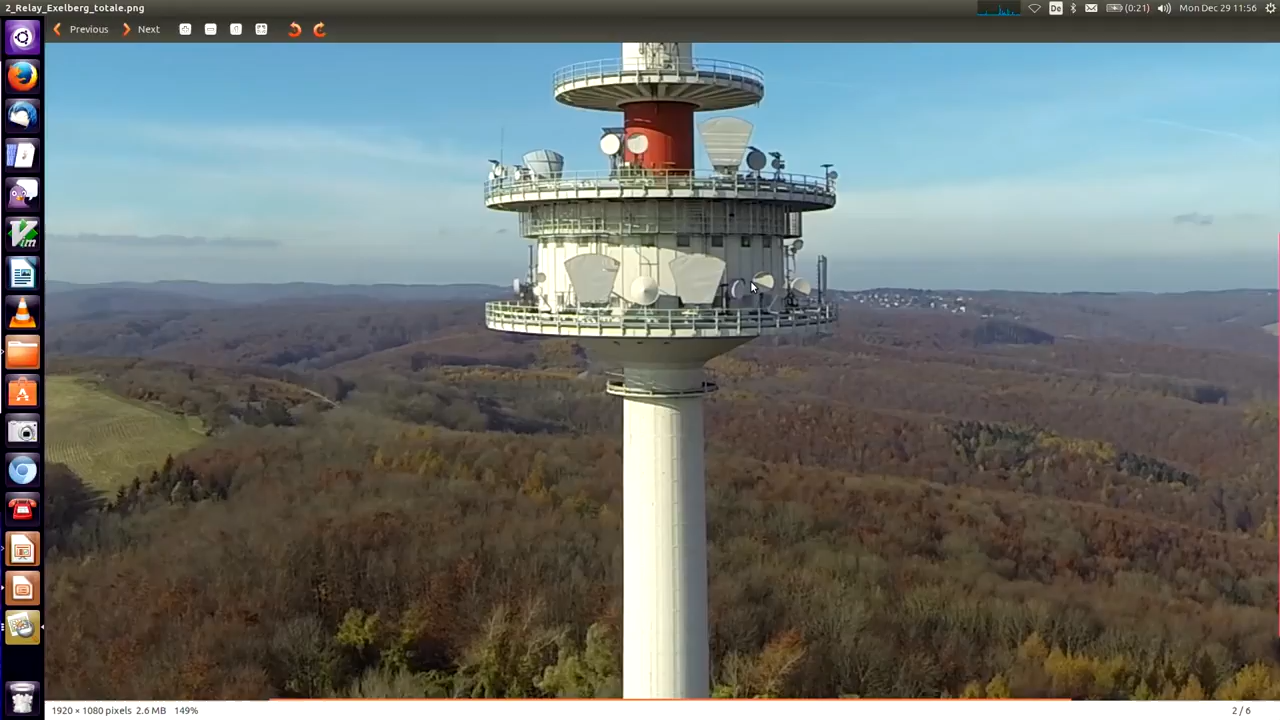 2_Relay_Exelberg_totale.png
De
(0:21)
Mon Dec 29 11:56
Previous
Next
Vim
1920 × 1080 pixels 2.6 MB 149%
2 / 6